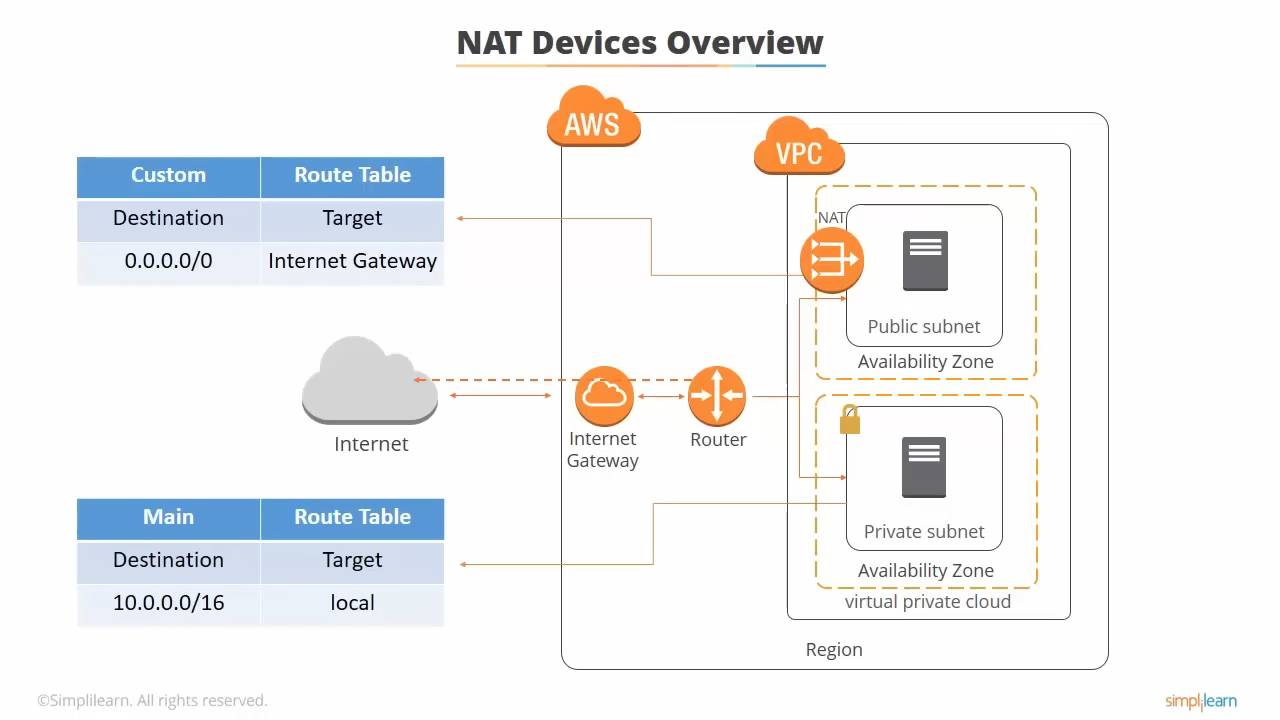 NAT Devices Overview
AWS
VPC
Custom Route Table
Destination Target
0.0.0.0/0 Internet Gateway
NAT
Public subnet
Availability Zone
Internet
Internet
Gateway
Router
Main Route Table
Destination Target
10.0.0.0/16 local
Private subnet
Availability Zone
virtual private cloud
Region
©Simplilearn. All rights reserved.
simplilearn